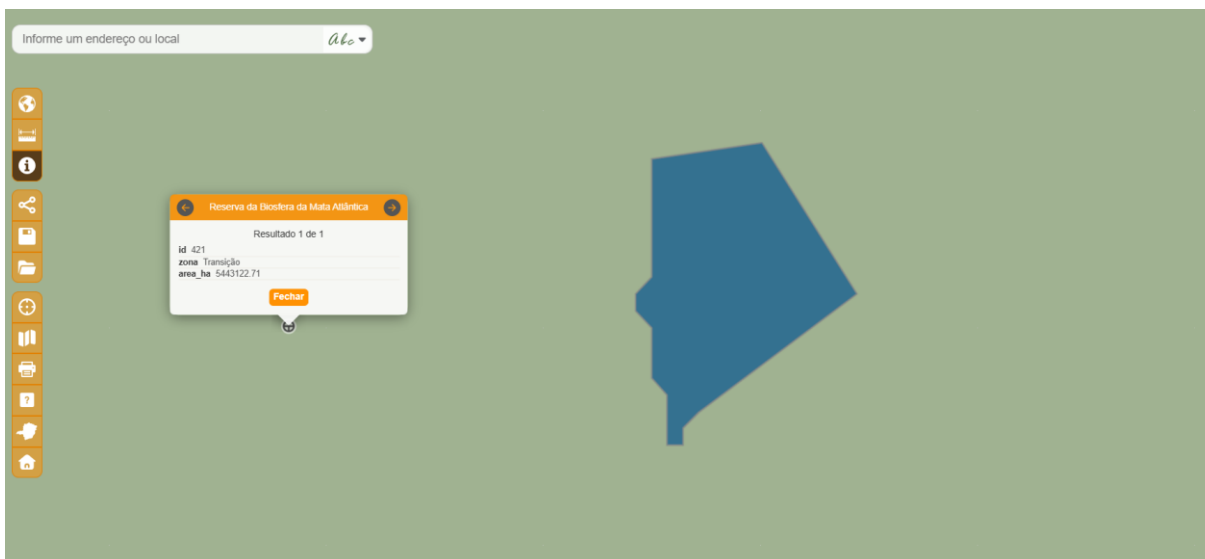 Informe um endereço ou local
Abc
Reserva da Biosfera da Mata Atlântica
Resultado 1 de 1
id 421
zona Transição
area_ha 5443122.71
Fechar
?